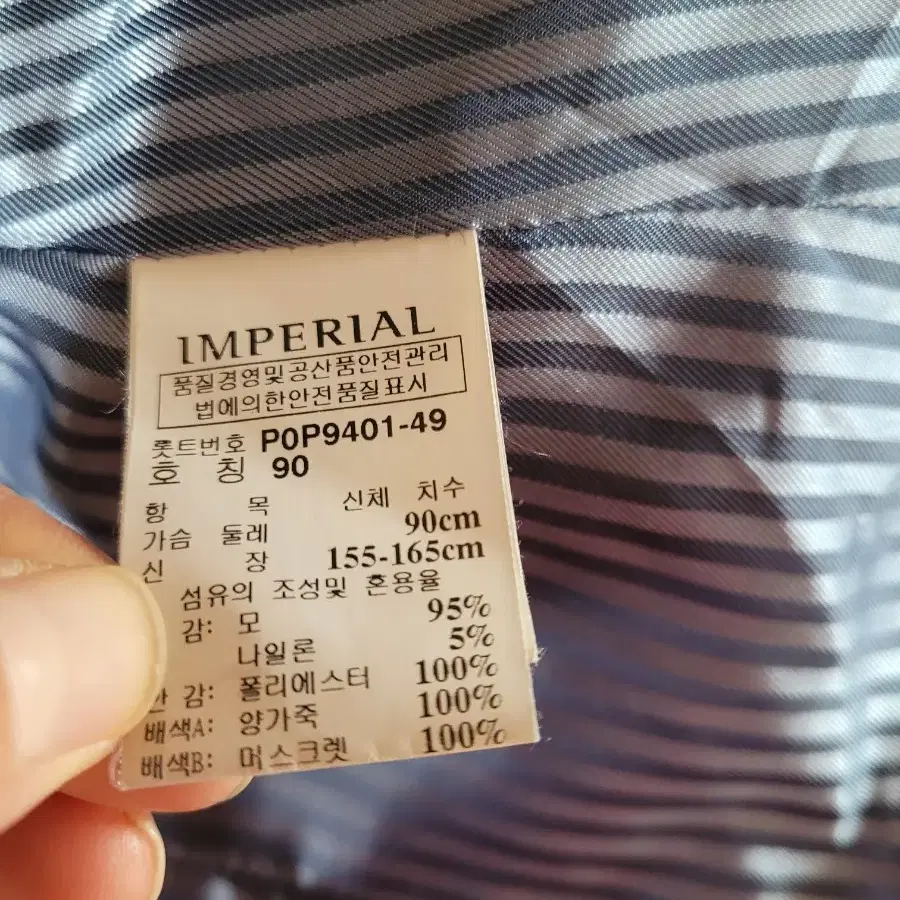 IMPERIAL
품질경영및공산품안전관리
법에의한안전품질표시
롯트번호 P0P9401-49
호 칭 90
항 목 신체 치수
가슴 둘레 90cm
신 장 155-165cm
섬유의 조성및 혼용율
감: 모 95%
나일론 5%
감: 폴리에스터 100%
배색A: 양가죽 100%
배색B: 머스크렛 100%